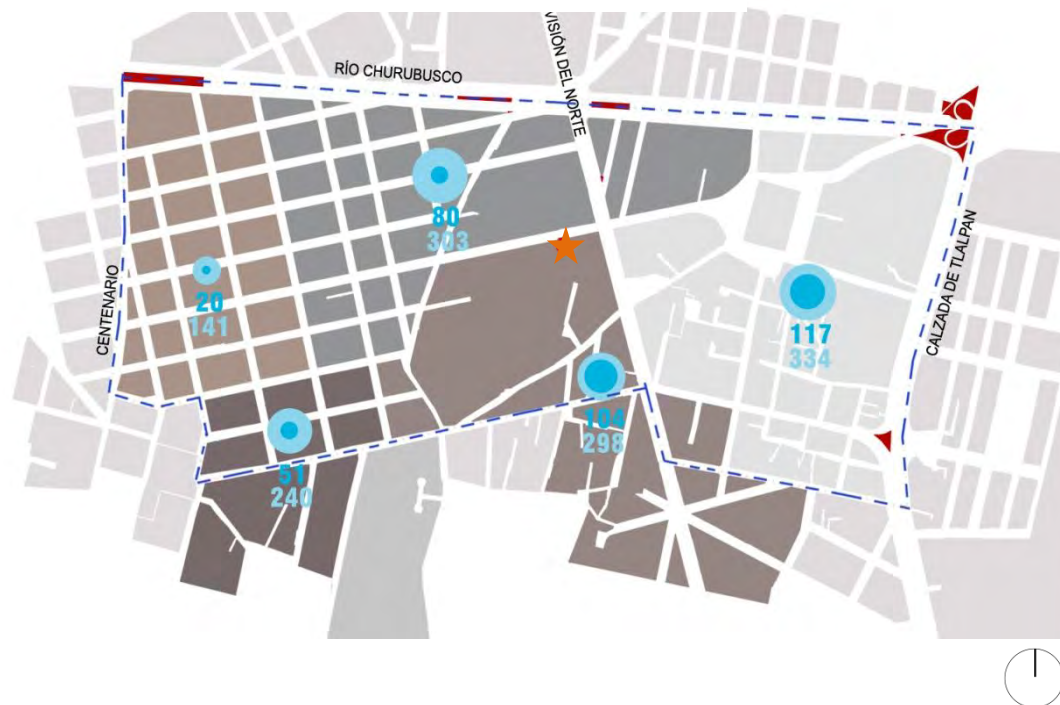 VISIÓN DEL NORTE
RÍO CHURUBUSCO
80
303
CENTENARIO
20
141
117
334
CALZADA DE TLALPAN
104
298
51
240